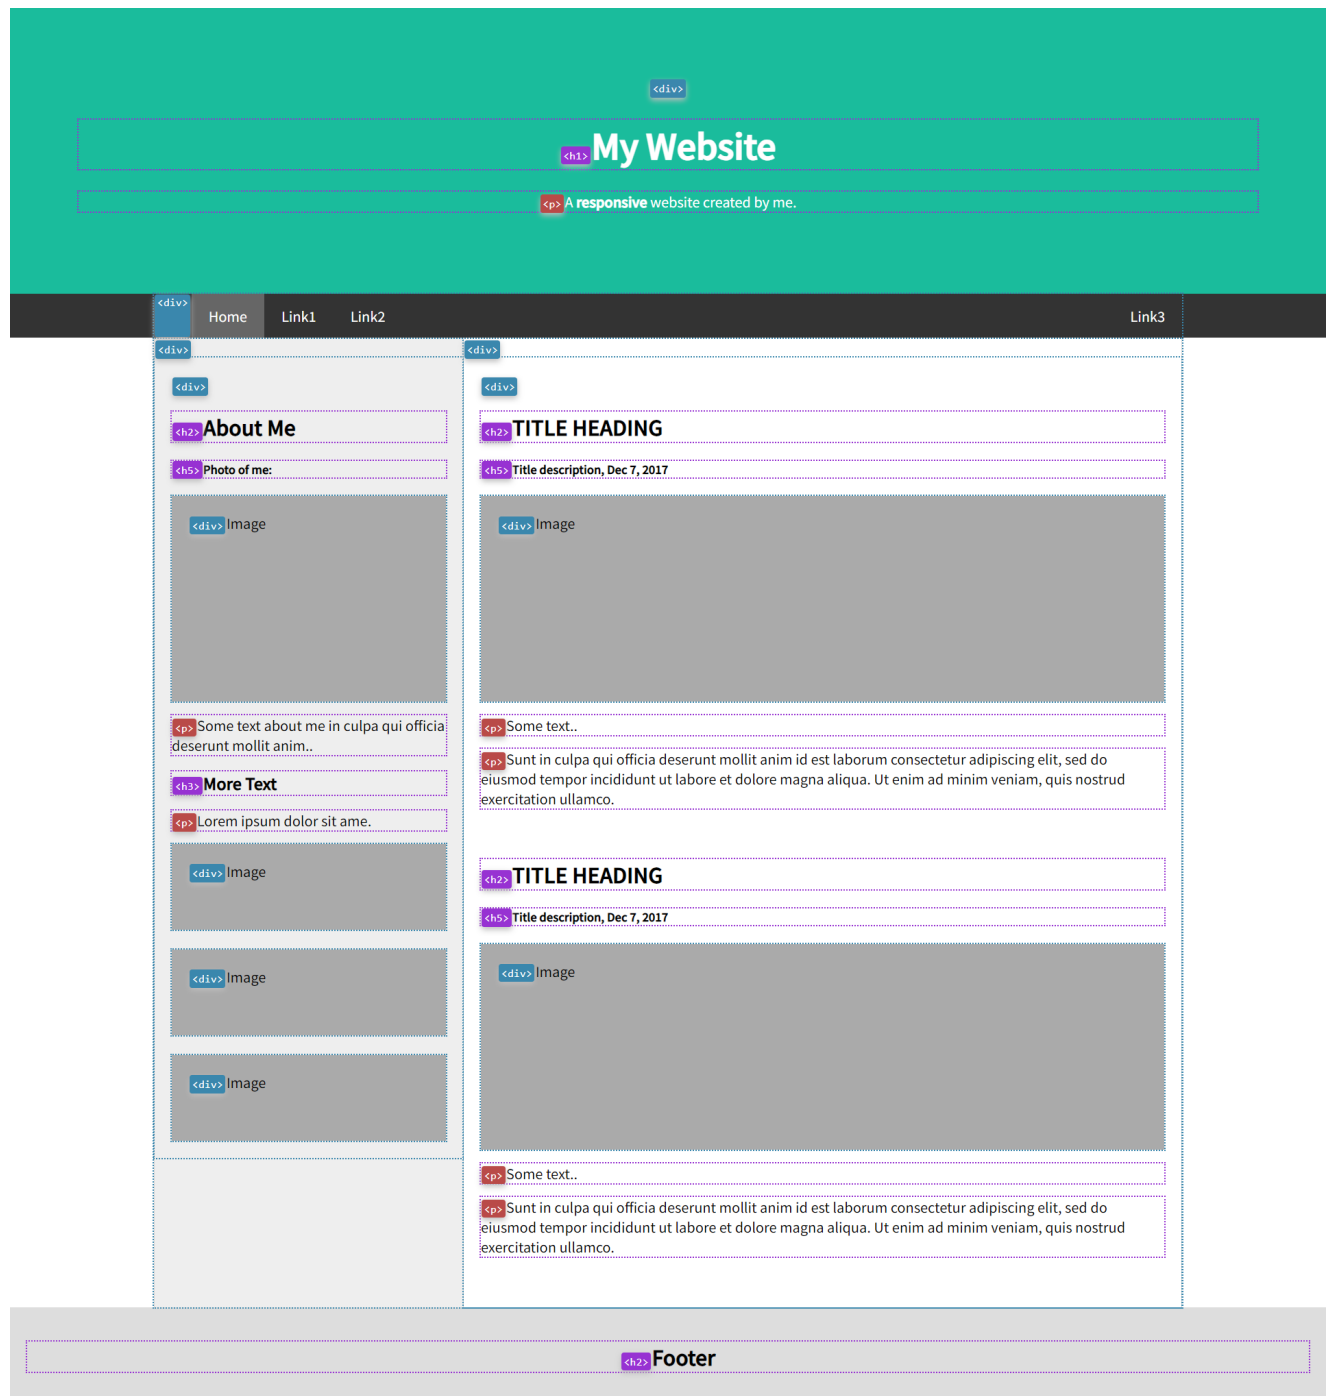 <div>
<h1>My Website
<p>A responsive website created by me.
<div> Home Link1 Link2 Link3
<div>
<div>
<h2>About Me
<h5>Photo of me:
<div>Image
<p>Some text about me in culpa qui officia
deserunt mollit anim..
<h3>More Text
<p>Lorem ipsum dolor sit ame.
<div>Image
<div>Image
<div>Image
<div>
<div>
<h2>TITLE HEADING
<h5>Title description, Dec 7, 2017
<div>Image
<p>Some text..
<p>Sunt in culpa qui officia deserunt mollit anim id est laborum consectetur adipiscing elit, sed do
eiusmod tempor incididunt ut labore et dolore magna aliqua. Ut enim ad minim veniam, quis nostrud
exercitation ullamco.
<h2>TITLE HEADING
<h5>Title description, Dec 7, 2017
<div>Image
<p>Some text..
<p>Sunt in culpa qui officia deserunt mollit anim id est laborum consectetur adipiscing elit, sed do
eiusmod tempor incididunt ut labore et dolore magna aliqua. Ut enim ad minim veniam, quis nostrud
exercitation ullamco.
<h2>Footer